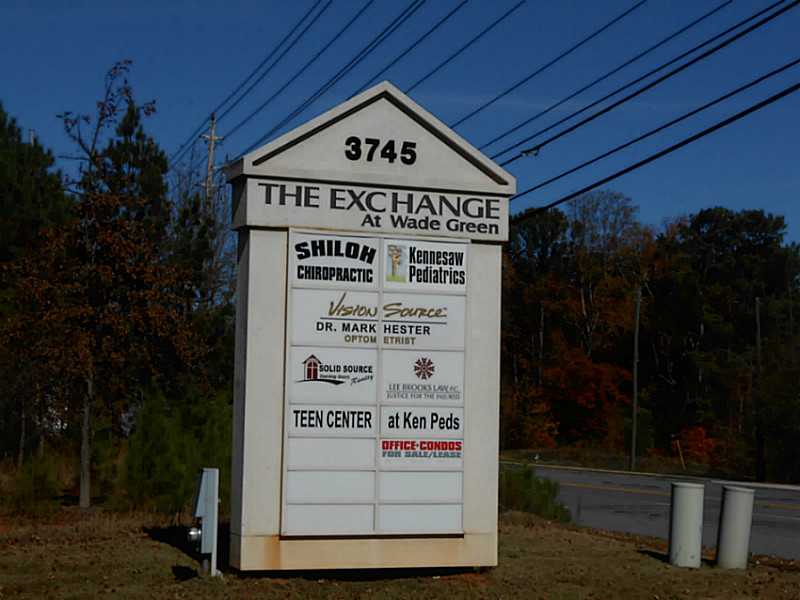 3745
THE EXCHANGE
At Wade Green
SHILOH
CHIROPRACTIC
Kennesaw
Pediatrics
VISION SOURCE
DR. MARK HESTER
OPTOMETRIST
SOLID SOURCE
Realty
LEE BROOKS LAW, P.C.
JUSTICE FOR THE INJURED
TEEN CENTER
at Ken Peds
OFFICE-CONDOS
FOR SALE/LEASE